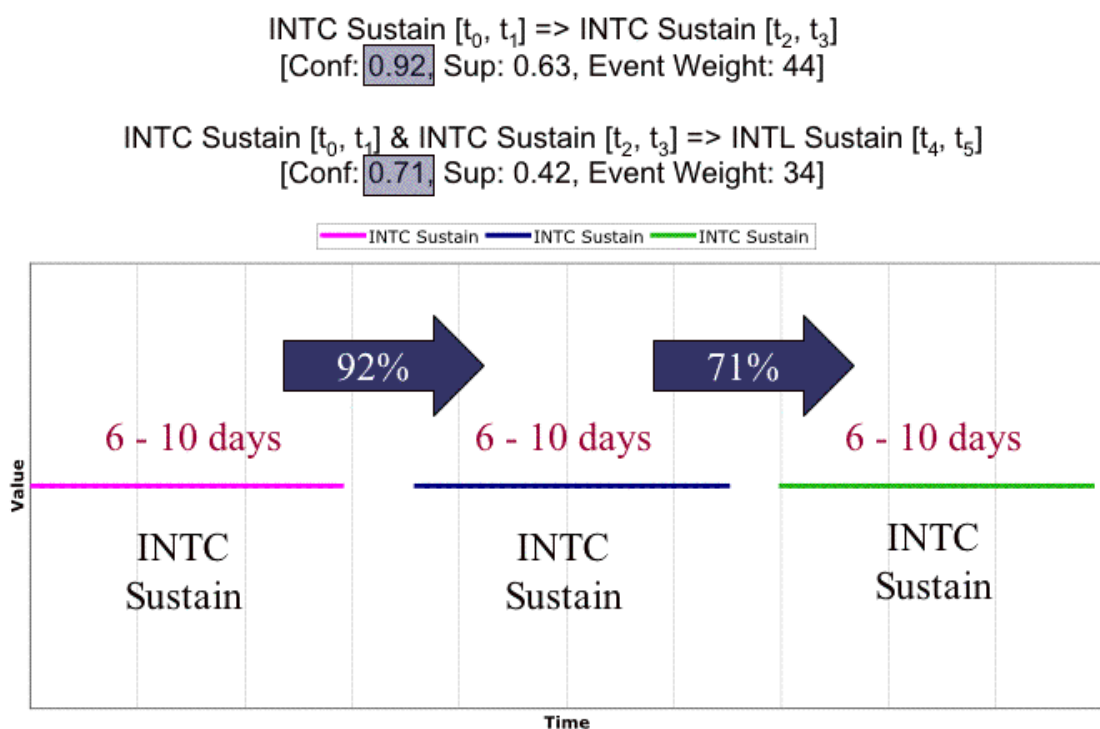 INTC Sustain [t0, t1] => INTC Sustain [t2, t3]
[Conf: 0.92, Sup: 0.63, Event Weight: 44]
INTC Sustain [t0, t1] & INTC Sustain [t2, t3] => INTL Sustain [t4, t5]
[Conf: 0.71, Sup: 0.42, Event Weight: 34]
INTC Sustain INTC Sustain INTC Sustain
92% 71%
6 - 10 days 6 - 10 days 6 - 10 days
Value
INTC INTC INTC
Sustain Sustain Sustain
Time